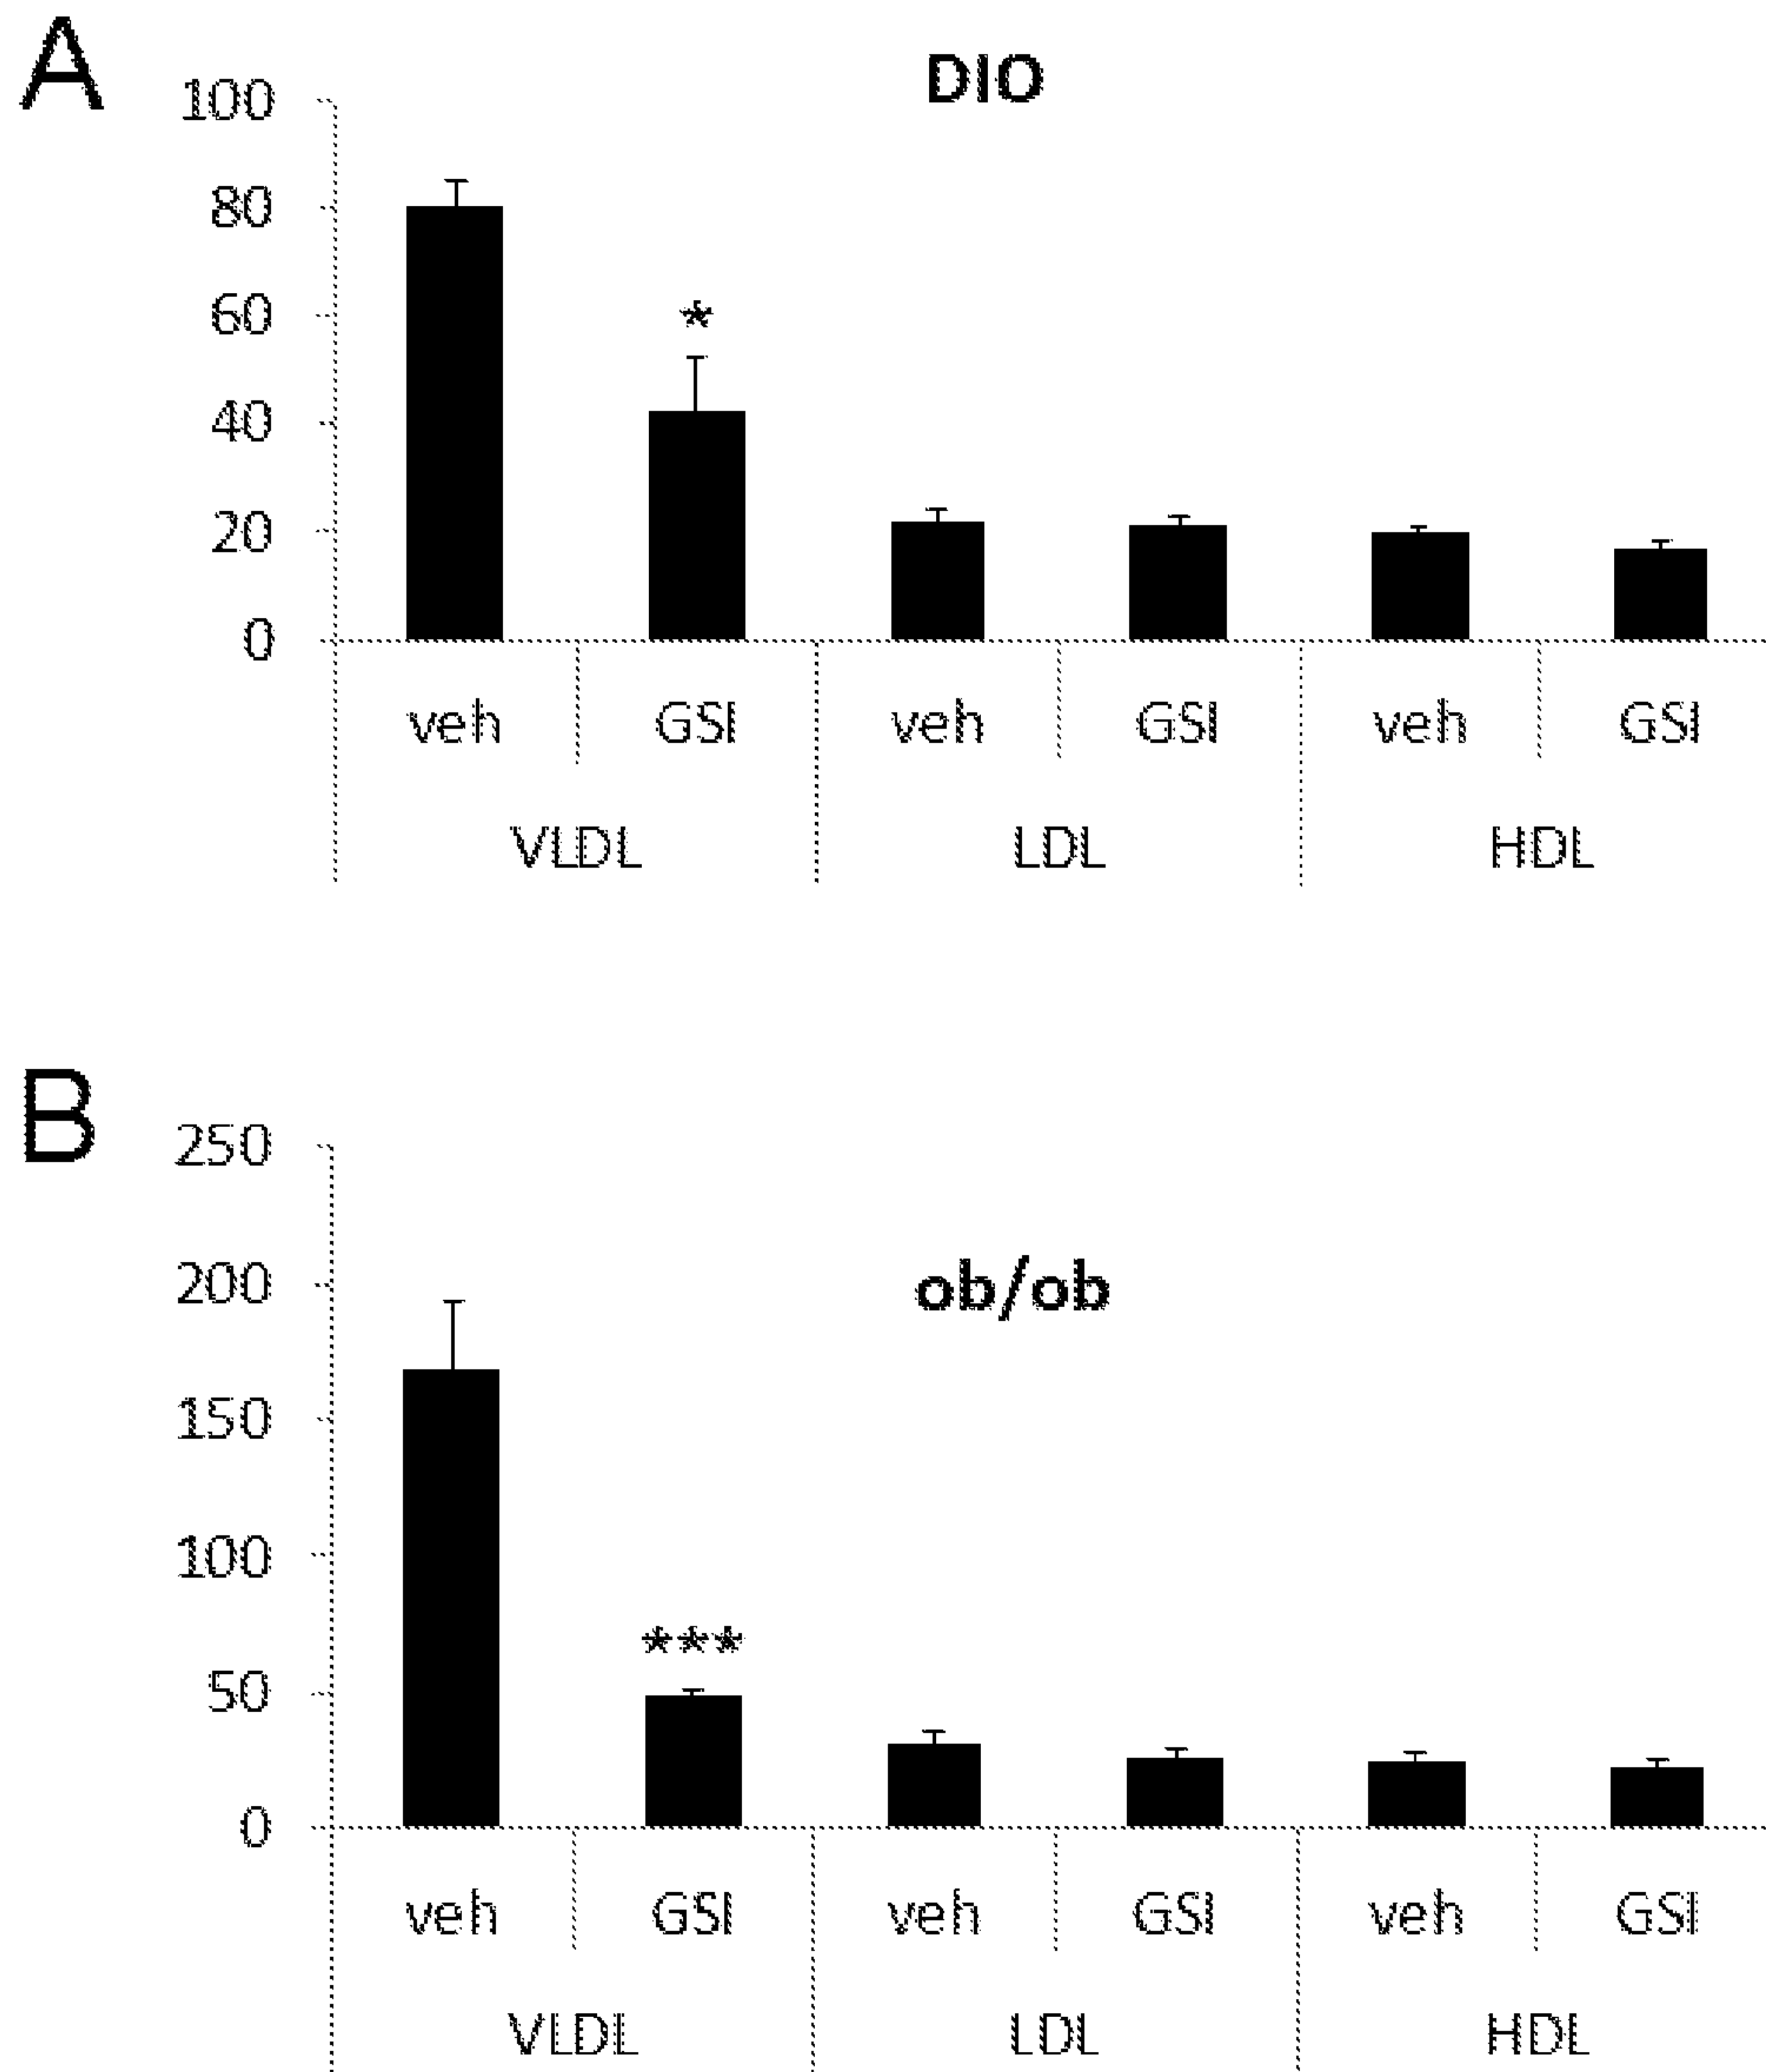 A
DIO
100
80
60
40
20
0
*
veh GSI veh GSI veh GSI
VLDL LDL HDL
B
250
200
150
100
50
0
ob/ob
***
veh GSI veh GSI veh GSI
VLDL LDL HDL